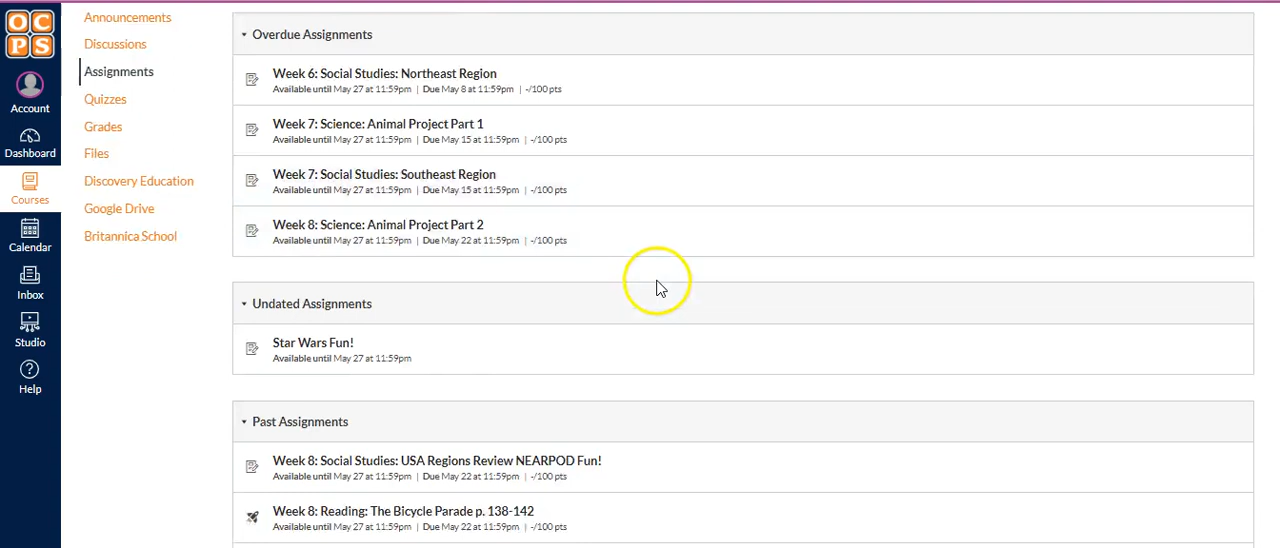 OC
PS
Account
Dashboard
Courses
Calendar
Inbox
Studio
Help
Announcements
Discussions
Assignments
Quizzes
Grades
Files
Discovery Education
Google Drive
Britannica School
Overdue Assignments
Week 6: Social Studies: Northeast Region
Available until May 27 at 11:59pm | Due May 8 at 11:59pm | -/100 pts
Week 7: Science: Animal Project Part 1
Available until May 27 at 11:59pm | Due May 15 at 11:59pm | -/100 pts
Week 7: Social Studies: Southeast Region
Available until May 27 at 11:59pm | Due May 15 at 11:59pm | -/100 pts
Week 8: Science: Animal Project Part 2
Available until May 27 at 11:59pm | Due May 22 at 11:59pm | -/100 pts
Undated Assignments
Star Wars Fun!
Available until May 27 at 11:59pm
Past Assignments
Week 8: Social Studies: USA Regions Review NEARPOD Fun!
Available until May 27 at 11:59pm | Due May 22 at 11:59pm | -/100 pts
Week 8: Reading: The Bicycle Parade p. 138-142
Available until May 27 at 11:59pm | Due May 22 at 11:59pm | -/100 pts